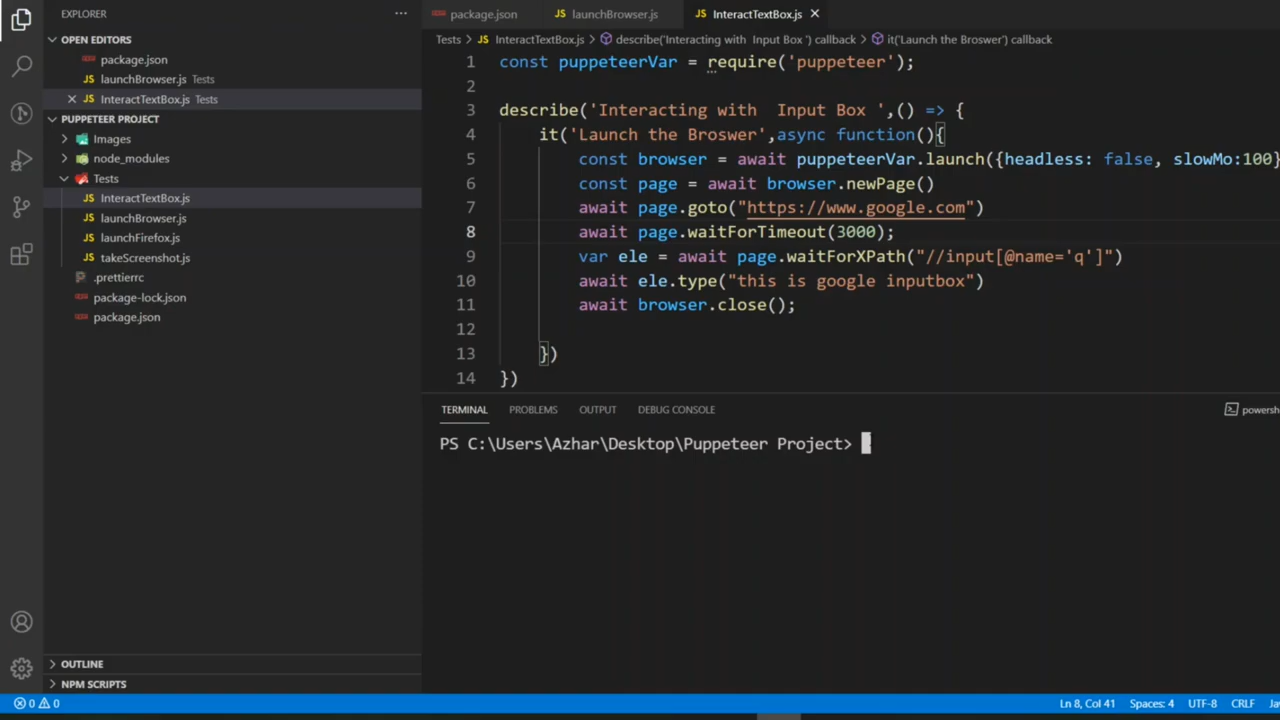 EXPLORER
OPEN EDITORS
package.json
launchBrowser.js Tests
InteractTextBox.js Tests
PUPPETEER PROJECT
Images
node_modules
Tests
InteractTextBox.js
launchBrowser.js
launchFirefox.js
takeScreenshot.js
.prettierrc
package-lock.json
package.json
OUTLINE
NPM SCRIPTS
package.json JS launchBrowser.js JS InteractTextBox.js
Tests > JS InteractTextBox.js > describe('Interacting with Input Box ') callback > it('Launch the Broswer') callback
1 const puppeteerVar = require('puppeteer');
2
3 describe('Interacting with  Input Box ',() => {
4 it('Launch the Broswer',async function(){
5 const browser = await puppeteerVar.launch({headless: false, slowMo:100}
6 const page = await browser.newPage()
7 await page.goto("https://www.google.com")
8 await page.waitForTimeout(3000);
9 var ele = await page.waitForXPath("//input[@name='q']")
10 await ele.type("this is google inputbox")
11 await browser.close();
12
13 })
14 })
TERMINAL PROBLEMS OUTPUT DEBUG CONSOLE powersh
PS C:\Users\Azhar\Desktop\Puppeteer Project>
0 0 Ln 8, Col 41 Spaces: 4 UTF-8 CRLF Ja